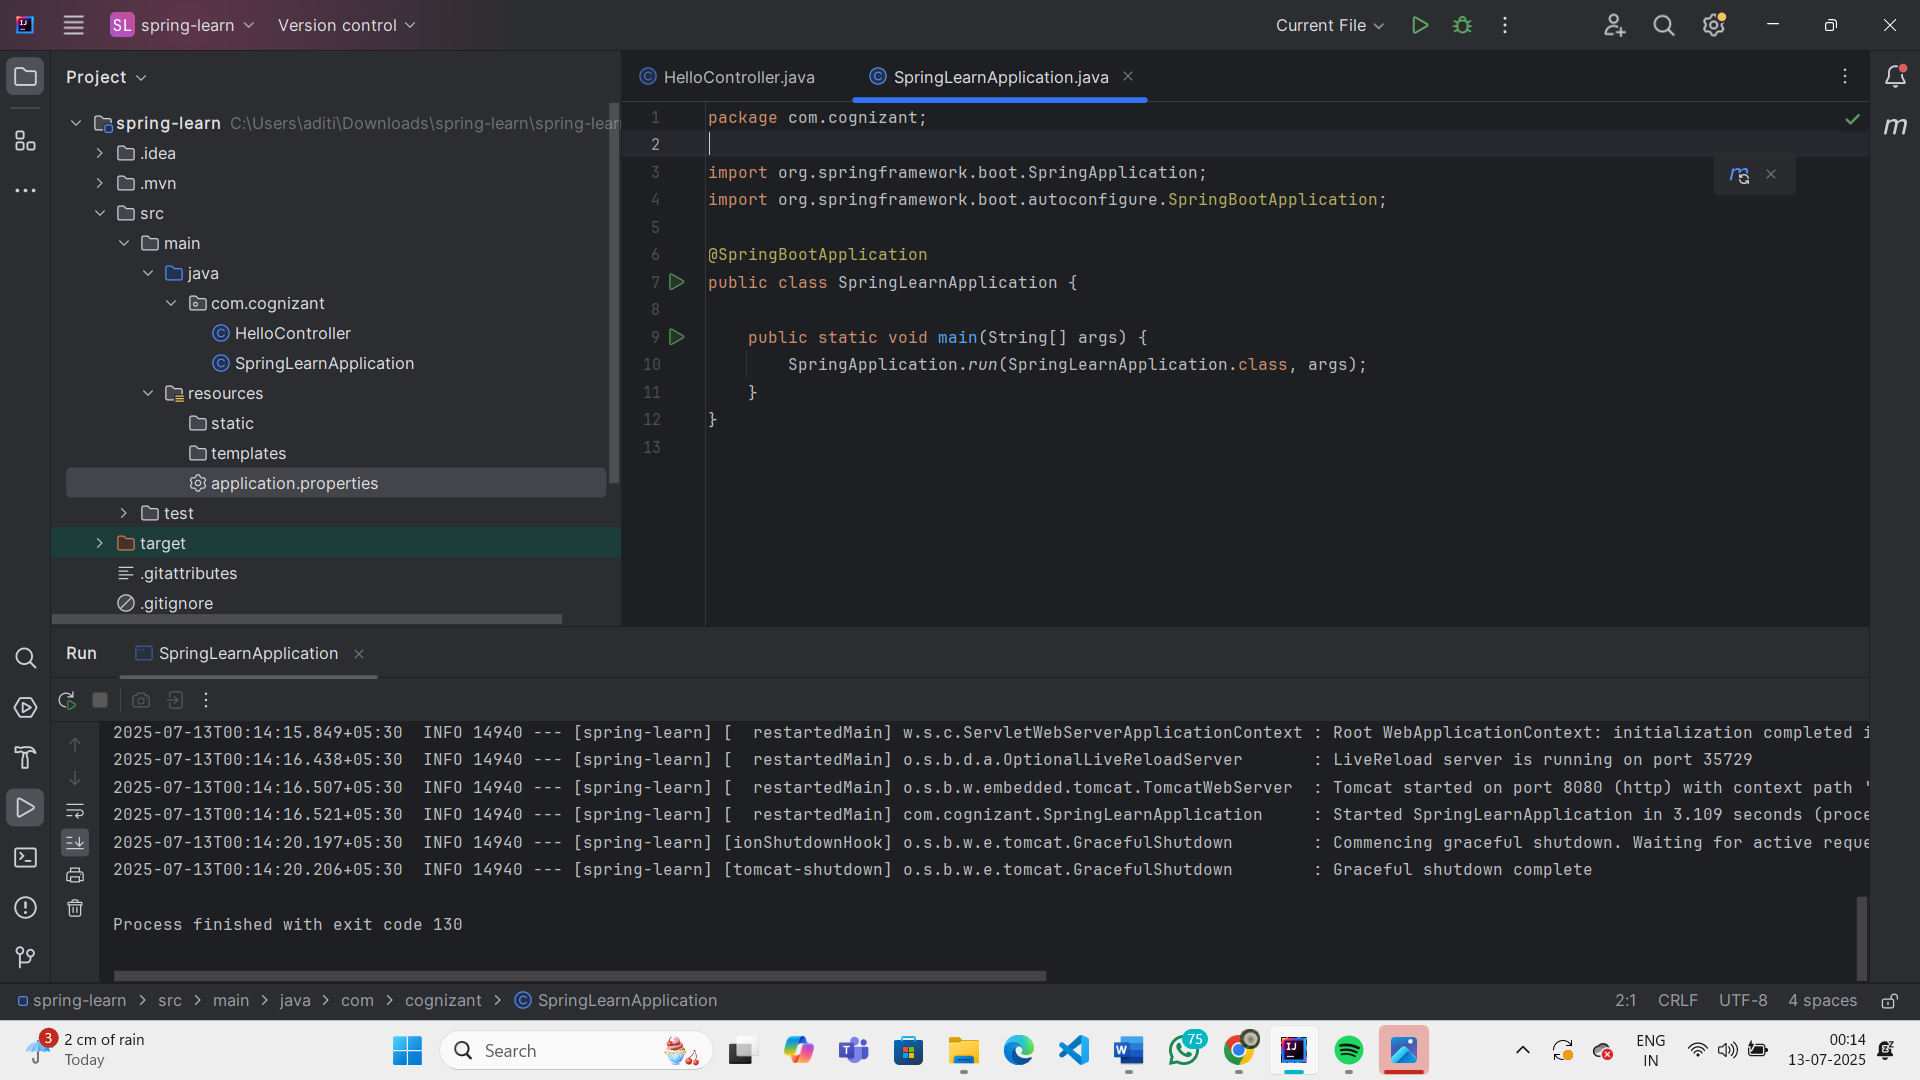 SL spring-learn Version control Current File
Project
HelloController.java SpringLearnApplication.java
spring-learn C:\Users\aditi\Downloads\spring-learn\spring-lear
.idea
.mvn
src
main
java
com.cognizant
HelloController
SpringLearnApplication
resources
static
templates
application.properties
test
target
.gitattributes
.gitignore
1 package com.cognizant;
2
3 import org.springframework.boot.SpringApplication;
4 import org.springframework.boot.autoconfigure.SpringBootApplication;
5
6 @SpringBootApplication
7 public class SpringLearnApplication {
8
9 public static void main(String[] args) {
10 SpringApplication.run(SpringLearnApplication.class, args);
11 }
12 }
13
Run SpringLearnApplication
2025-07-13T00:14:15.849+05:30 INFO 14940 --- [spring-learn] [ restartedMain] w.s.c.ServletWebServerApplicationContext : Root WebApplicationContext: initialization completed i
2025-07-13T00:14:16.438+05:30 INFO 14940 --- [spring-learn] [ restartedMain] o.s.b.d.a.OptionalLiveReloadServer : LiveReload server is running on port 35729
2025-07-13T00:14:16.507+05:30 INFO 14940 --- [spring-learn] [ restartedMain] o.s.b.w.embedded.tomcat.TomcatWebServer : Tomcat started on port 8080 (http) with context path '
2025-07-13T00:14:16.521+05:30 INFO 14940 --- [spring-learn] [ restartedMain] com.cognizant.SpringLearnApplication : Started SpringLearnApplication in 3.109 seconds (proce
2025-07-13T00:14:20.197+05:30 INFO 14940 --- [spring-learn] [ionShutdownHook] o.s.b.w.e.tomcat.GracefulShutdown : Commencing graceful shutdown. Waiting for active reque
2025-07-13T00:14:20.206+05:30 INFO 14940 --- [spring-learn] [tomcat-shutdown] o.s.b.w.e.tomcat.GracefulShutdown : Graceful shutdown complete
Process finished with exit code 130
spring-learn > src > main > java > com > cognizant > SpringLearnApplication 2:1 CRLF UTF-8 4 spaces
3 2 cm of rain
Today
Search
75
ENG
IN
00:14
13-07-2025